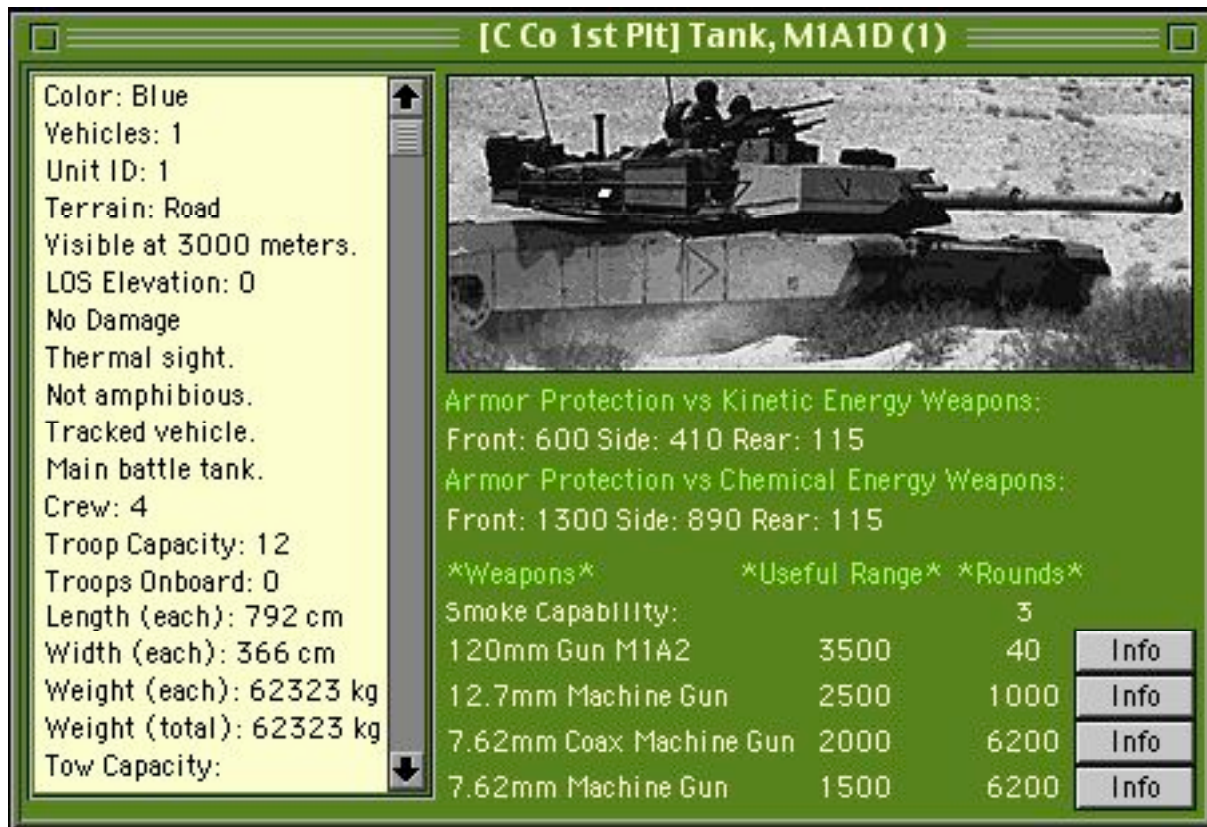 [C Co 1st Plt] Tank, M1A1D (1)
Color: Blue
Vehicles: 1
Unit ID: 1
Terrain: Road
Visible at 3000 meters.
LOS Elevation: 0
No Damage
Thermal sight.
Not amphibious.
Tracked vehicle.
Main battle tank.
Crew: 4
Troop Capacity: 12
Troops Onboard: 0
Length (each): 792 cm
Width (each): 366 cm
Weight (each): 62323 kg
Weight (total): 62323 kg
Tow Capacity:
Armor Protection vs Kinetic Energy Weapons:
Front: 600 Side: 410 Rear: 115
Armor Protection vs Chemical Energy Weapons:
Front: 1300 Side: 890 Rear: 115
*Weapons* *Useful Range* *Rounds*
Smoke Capability: 3
120mm Gun M1A2 3500 40 Info
12.7mm Machine Gun 2500 1000 Info
7.62mm Coax Machine Gun 2000 6200 Info
7.62mm Machine Gun 1500 6200 Info